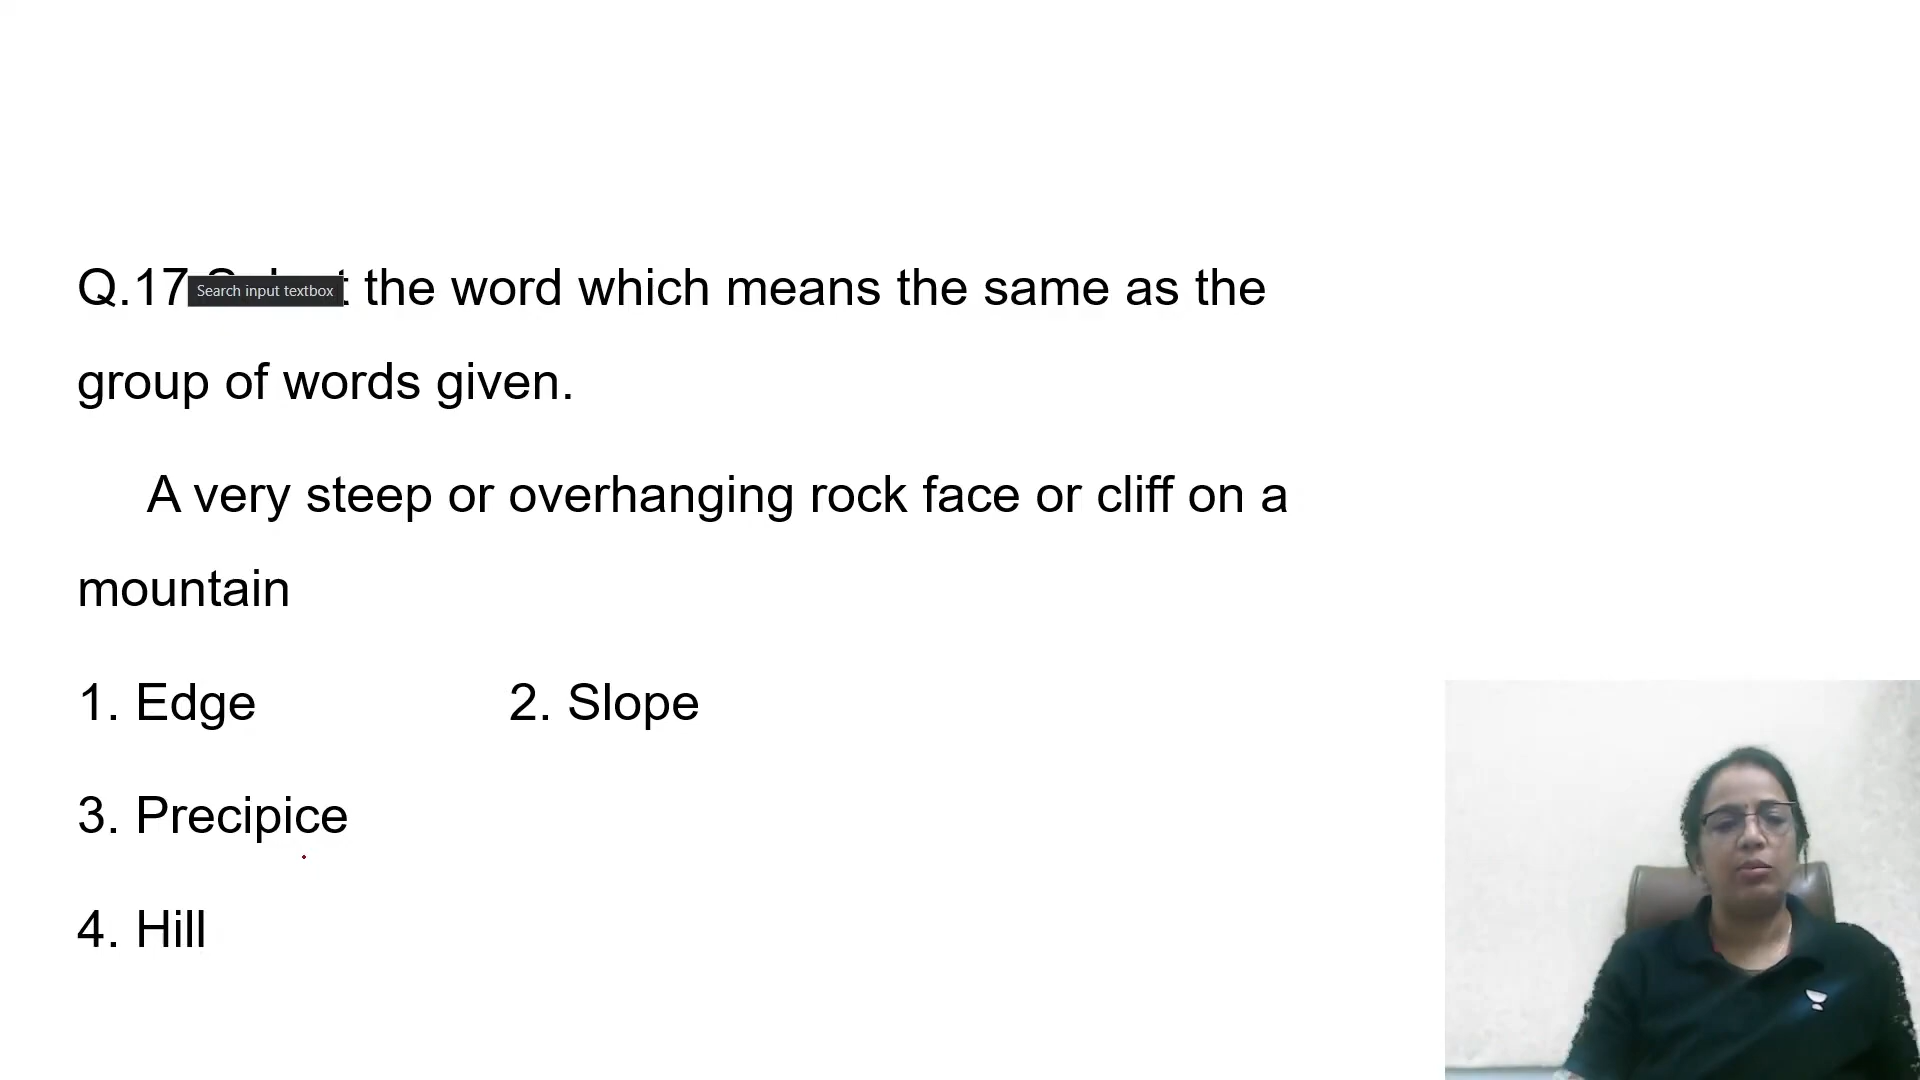 Q.17 Search input textbox the word which means the same as the
group of words given.
A very steep or overhanging rock face or cliff on a
mountain
1. Edge 2. Slope
3. Precipice
4. Hill